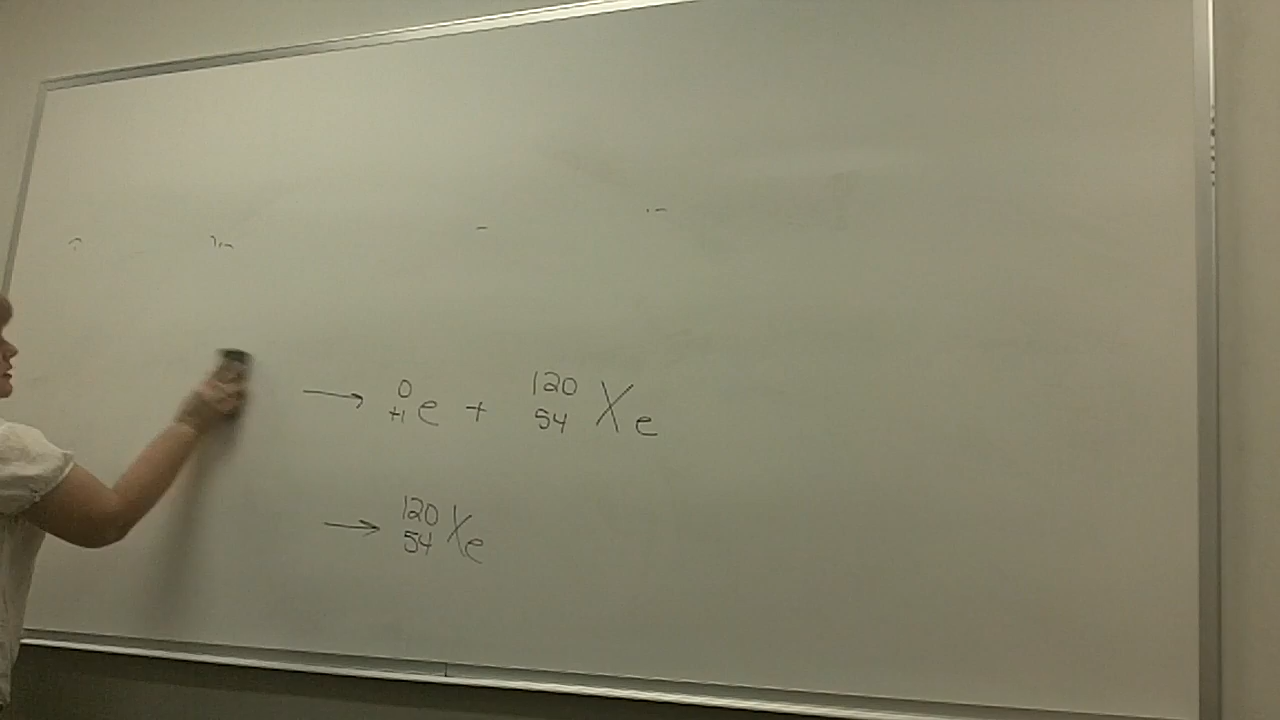 → ⁰₊₁e + ¹²⁰₅₄Xe
→ ¹²⁰₅₄Xe